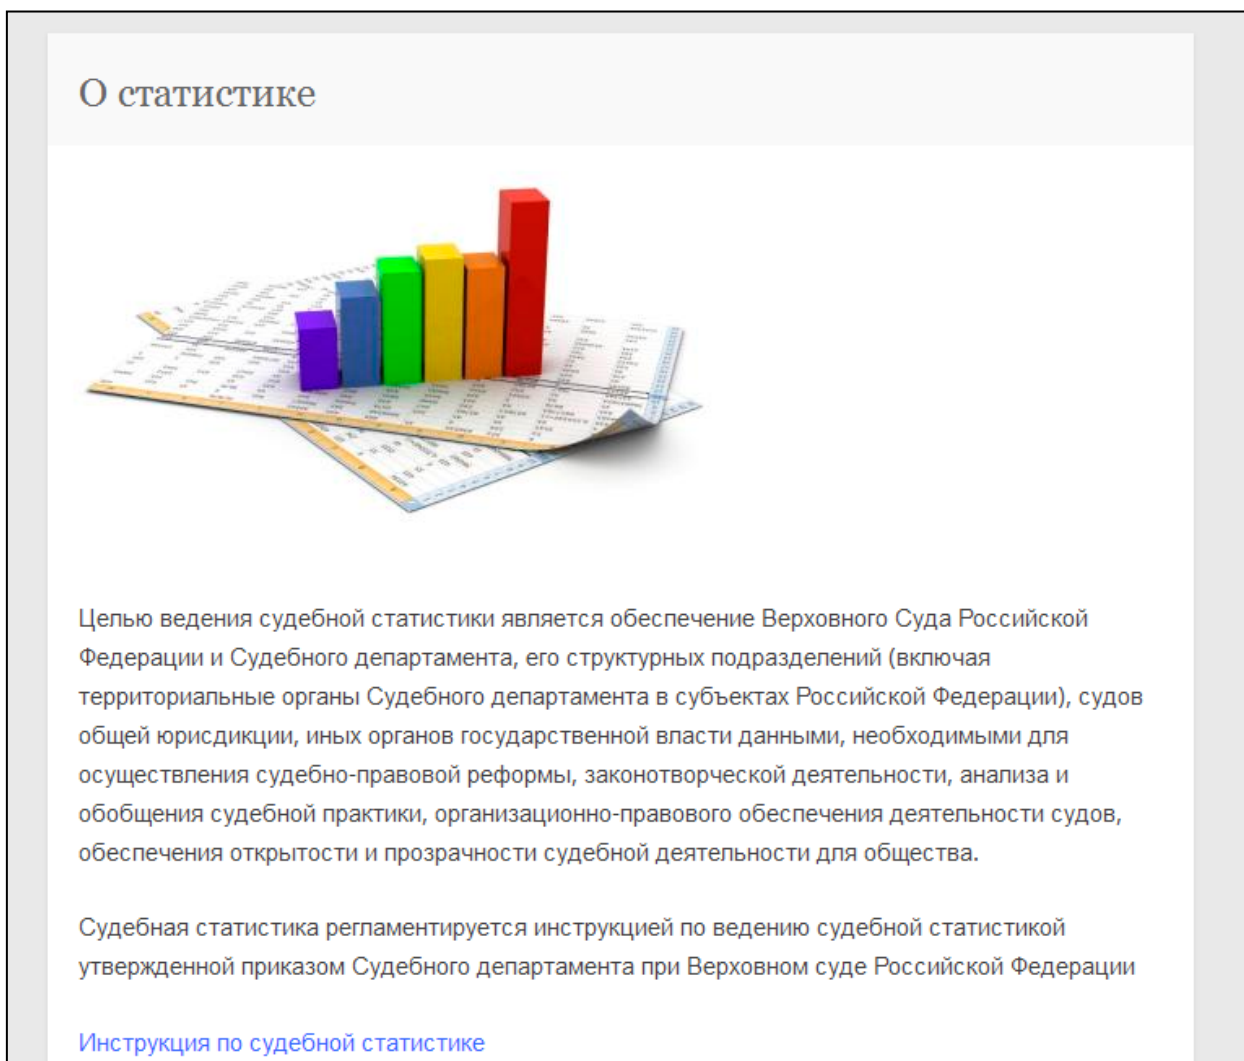 О статистике
Целью ведения судебной статистики является обеспечение Верховного Суда Российской
Федерации и Судебного департамента, его структурных подразделений (включая
территориальные органы Судебного департамента в субъектах Российской Федерации), судов
общей юрисдикции, иных органов государственной власти данными, необходимыми для
осуществления судебно-правовой реформы, законотворческой деятельности, анализа и
обобщения судебной практики, организационно-правового обеспечения деятельности судов,
обеспечения открытости и прозрачности судебной деятельности для общества.
Судебная статистика регламентируется инструкцией по ведению судебной статистикой
утвержденной приказом Судебного департамента при Верховном суде Российской Федерации
Инструкция по судебной статистике